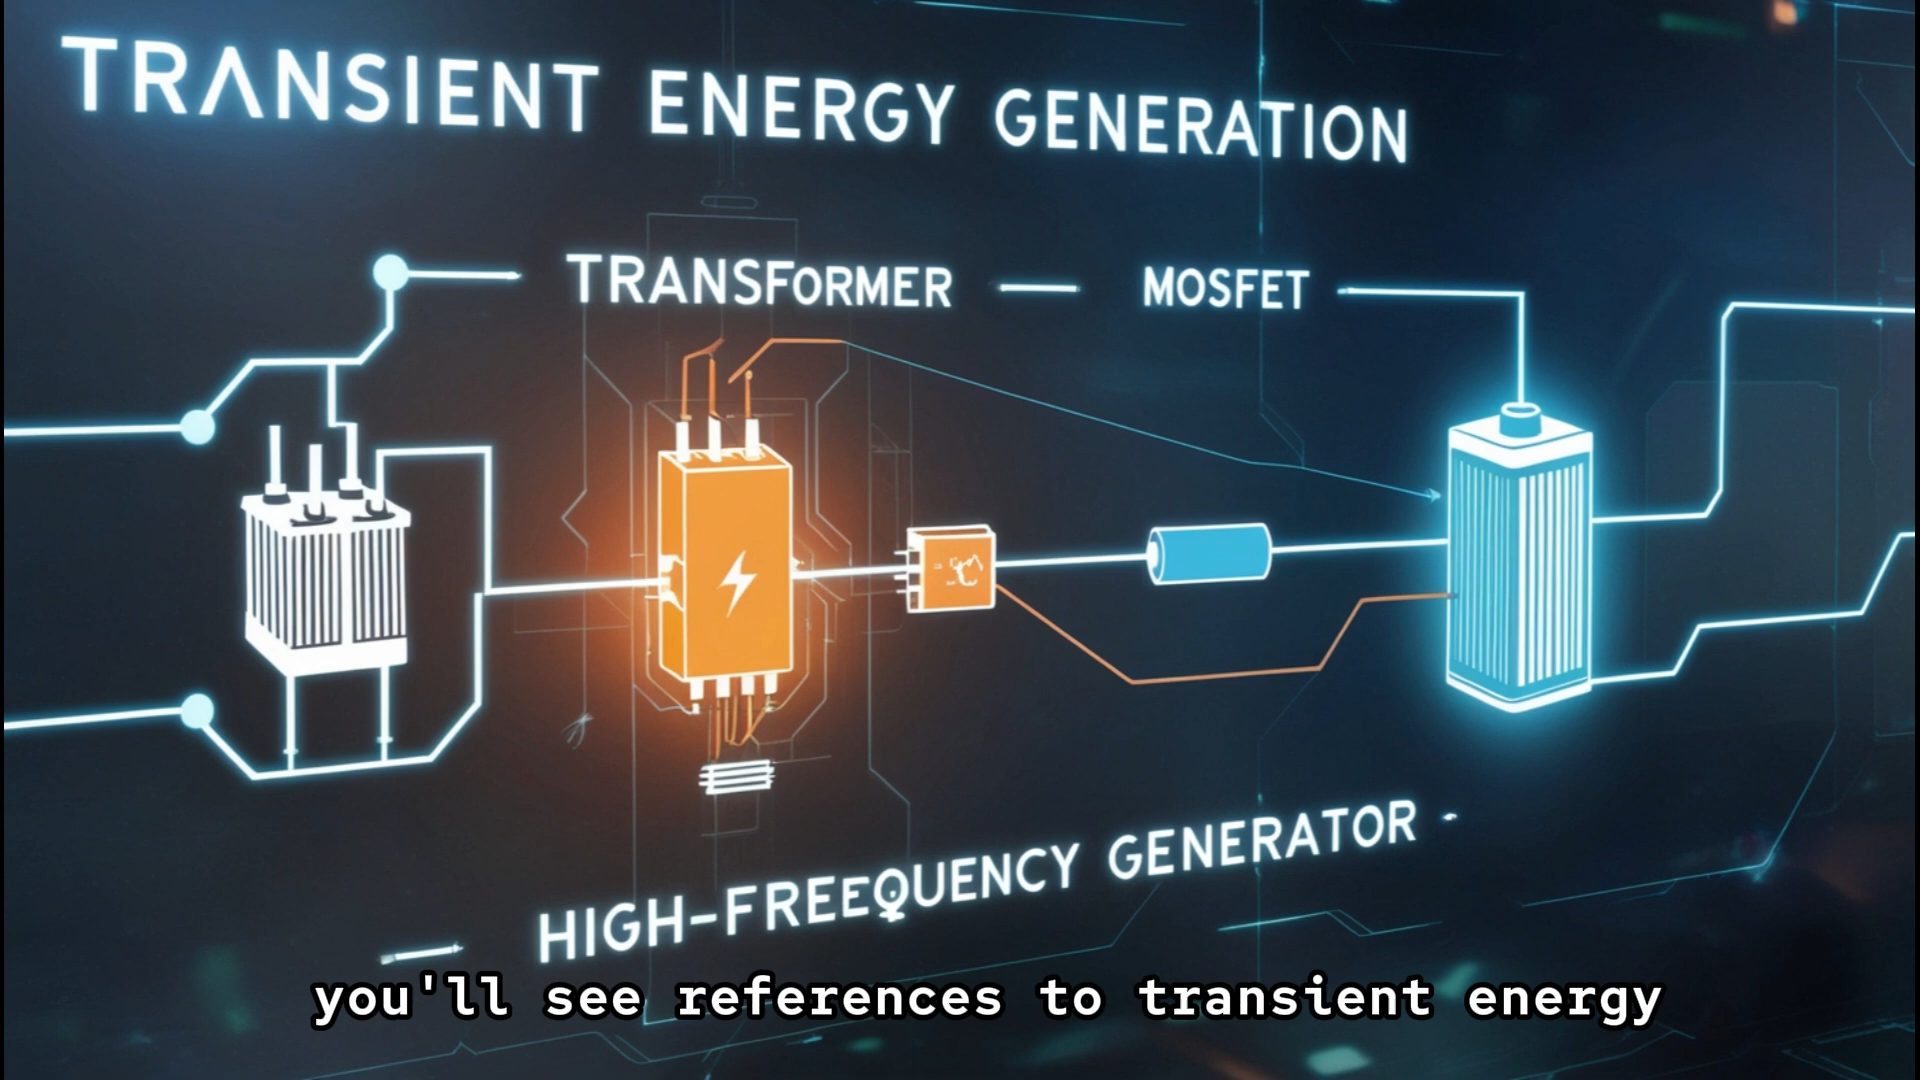 TRANSIENT ENERGY GENERATION
TRANSFORMER — MOSFET
HIGH-FREEQUENCY GENERATOR
you'll see references to transient energy